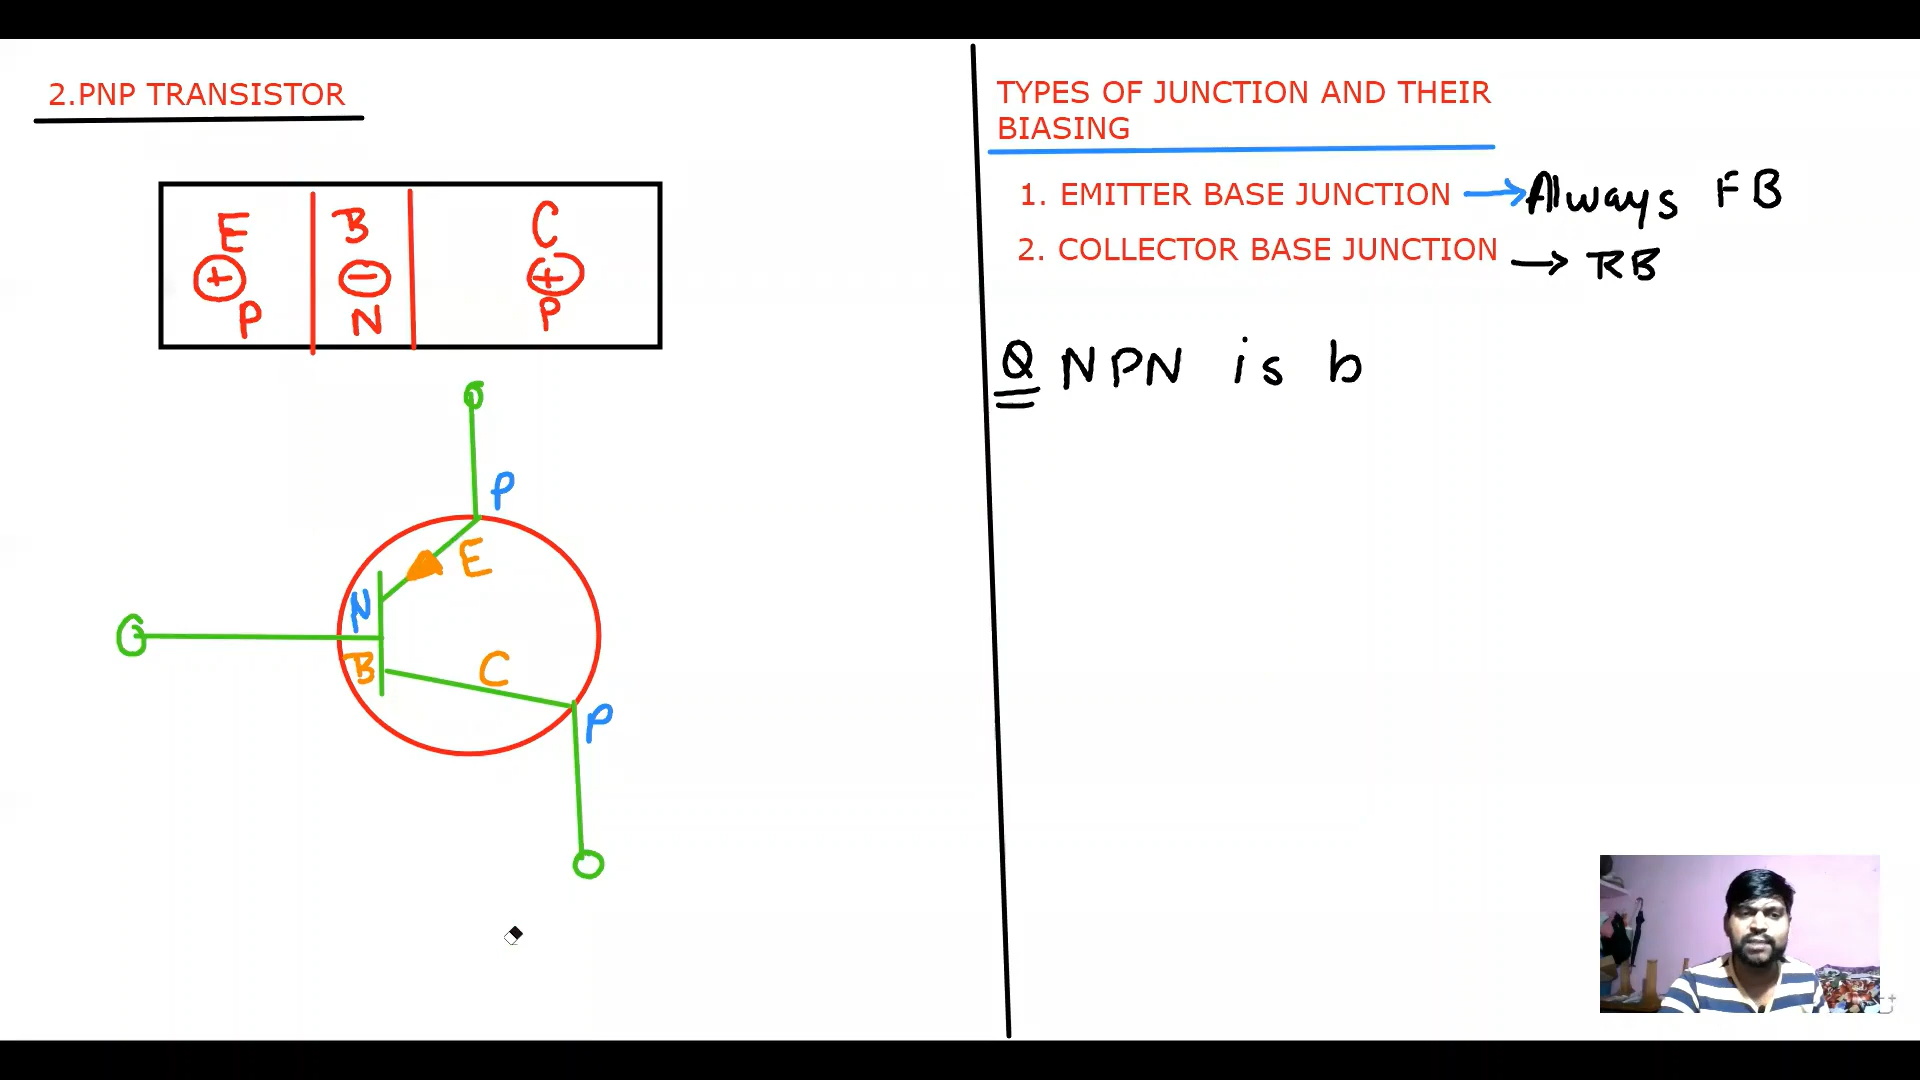 2.PNP TRANSISTOR
E B C
+ − +
P N P
P
E
N
B
C
P
TYPES OF JUNCTION AND THEIR
BIASING
1. EMITTER BASE JUNCTION → Always FB
2. COLLECTOR BASE JUNCTION → RB
Q NPN is b